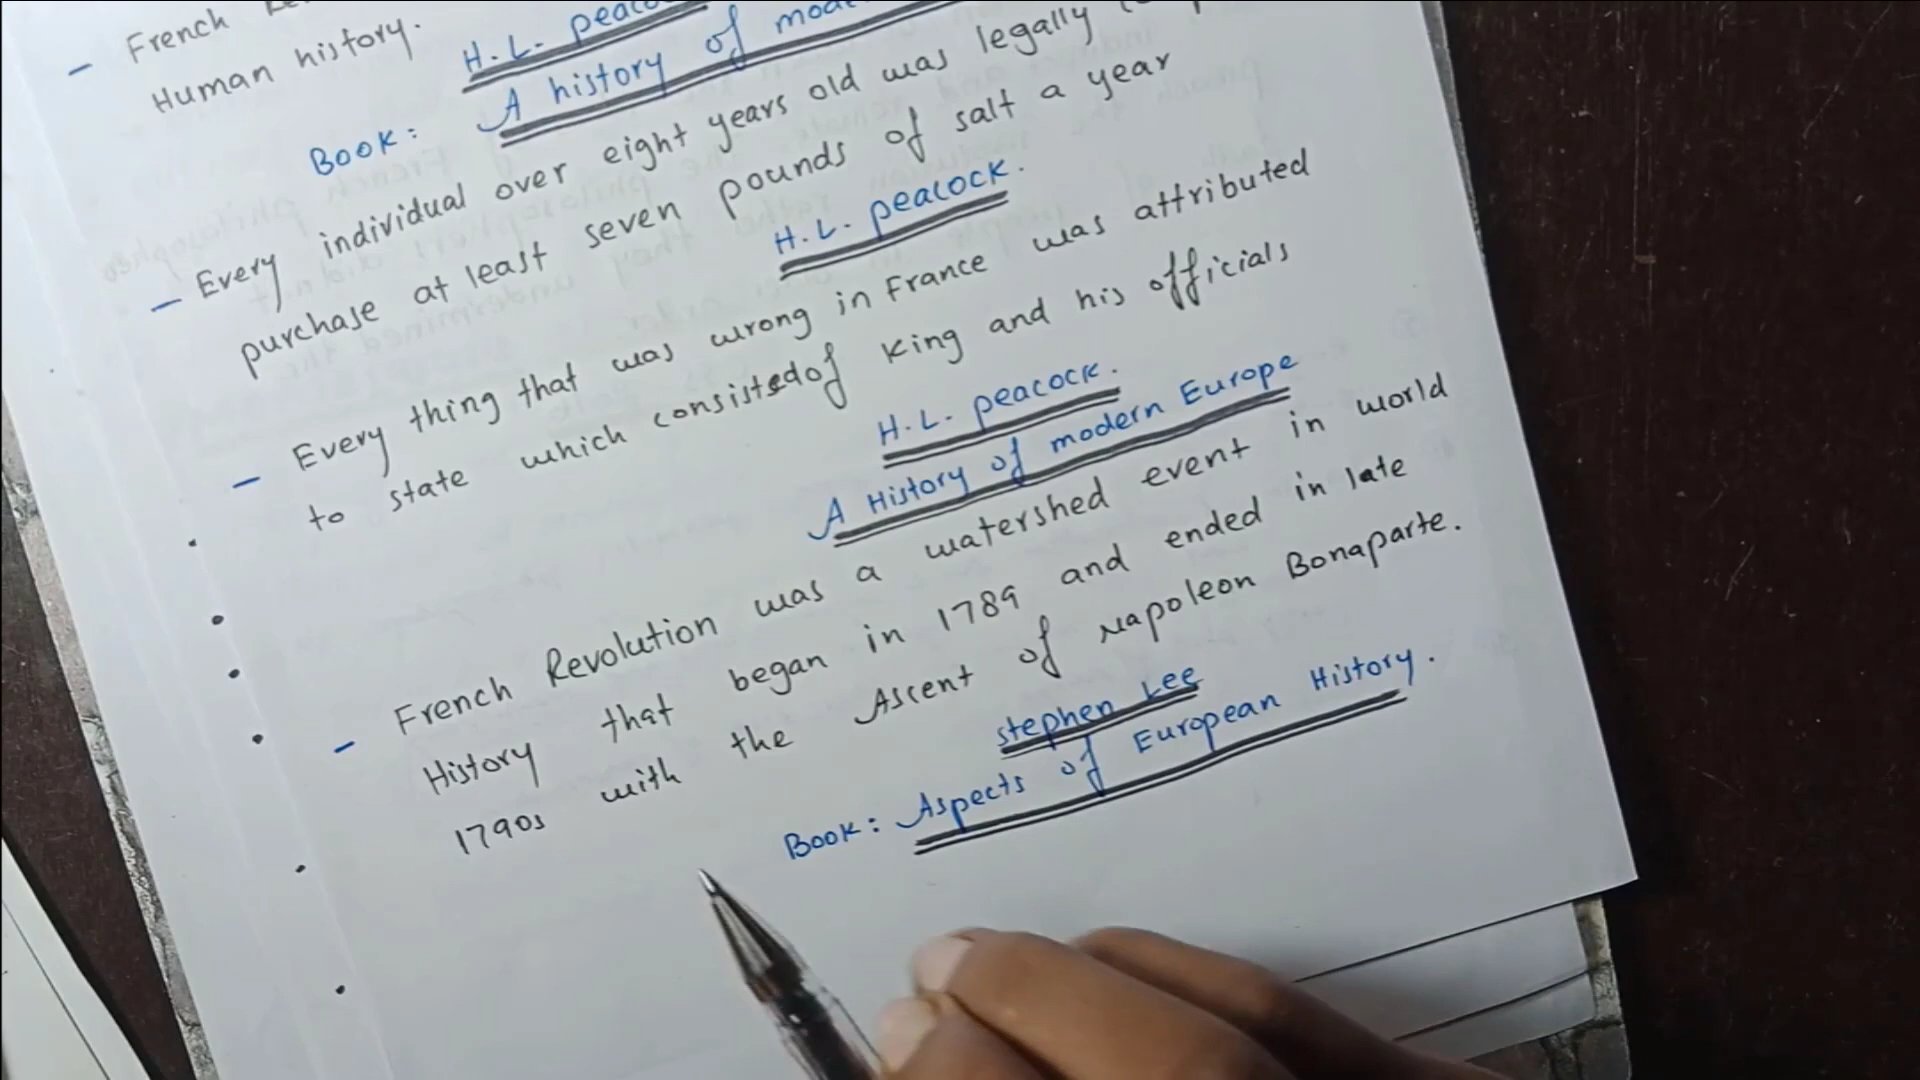 - French
Human history.
H.L. peaco
Book: A history of mod
- Every individual over eight years old was legally
purchase at least seven pounds of salt a year
H.L. peacock.
- Every thing that was wrong in France was attributed
to state which consistedof King and his officials
H.L. peacock.
A History of modern Europe
- French Revolution was a watershed event in world
History that began in 1789 and ended in late
1790s with the Ascent of Napoleon Bonaparte.
stephen Lee
Book: Aspects of European History.